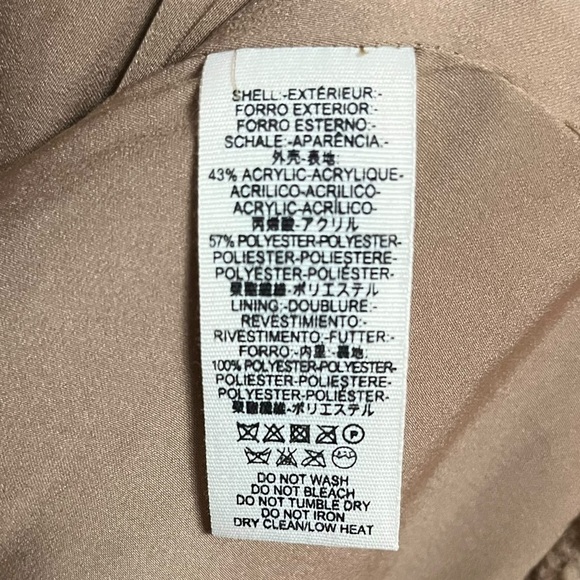 SHELL:-EXTÉRIEUR:-
FORRO EXTERIOR:-
FORRO ESTERNO:-
SCHALE:-APARÊNCIA:-
外壳-表地:
43% ACRYLIC-ACRYLIQUE-
ACRILICO-ACRILICO-
ACRYLIC-ACRÍLICO-
丙烯酸-アクリル
57% POLYESTER-POLYESTER-
POLIESTER-POLIESTERE-
POLYESTER-POLIÉSTER-
聚酯纖維-ポリエステル
LINING:-DOUBLURE:-
REVESTIMIENTO:-
RIVESTIMENTO:-FUTTER:-
FORRO:-内里:-裏地:
100% POLYESTER-POLYESTER-
POLIESTER-POLIESTERE-
POLYESTER-POLIÉSTER-
聚酯纖維-ポリエステル
P
DO NOT WASH
DO NOT BLEACH
DO NOT TUMBLE DRY
DO NOT IRON
DRY CLEAN/LOW HEAT